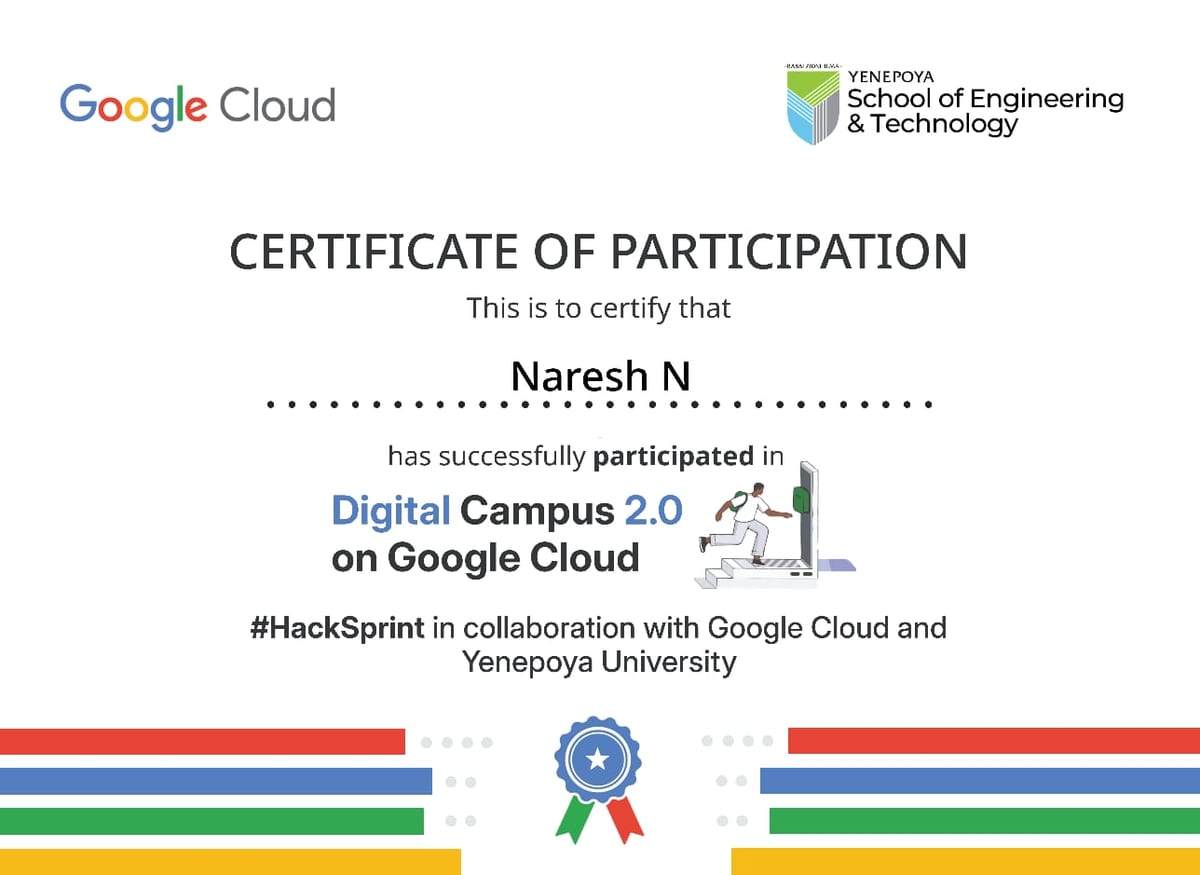 Google Cloud
YENEPOYA
School of Engineering
& Technology
CERTIFICATE OF PARTICIPATION
This is to certify that
Naresh N
has successfully participated in
Digital Campus 2.0
on Google Cloud
#HackSprint in collaboration with Google Cloud and
Yenepoya University